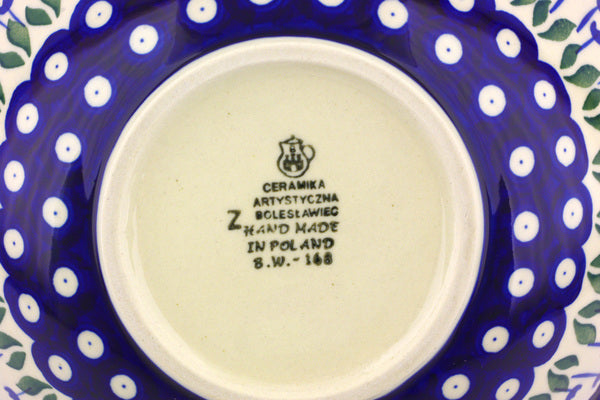 CERAMIKA
ARTYSTYCZNA
BOLESŁAWIEC
Z HAND MADE
IN POLAND
B.W.-168